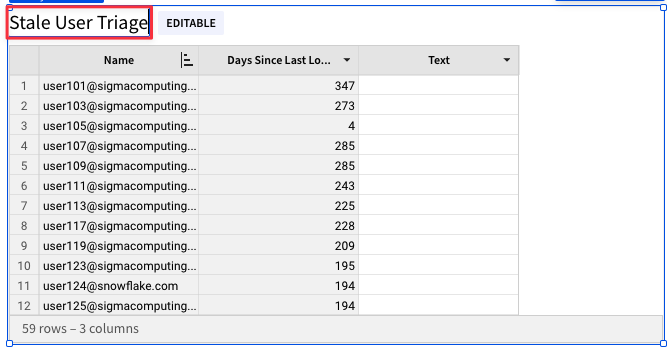 Stale User Triage EDITABLE
Name Days Since Last Lo... Text
1 user101@sigmacomputing... 347
2 user103@sigmacomputing... 273
3 user105@sigmacomputing... 4
4 user107@sigmacomputing... 285
5 user109@sigmacomputing... 285
6 user111@sigmacomputing... 243
7 user113@sigmacomputing... 225
8 user117@sigmacomputing... 228
9 user119@sigmacomputing... 209
10 user123@sigmacomputing... 195
11 user124@snowflake.com 194
12 user125@sigmacomputing... 194
59 rows – 3 columns